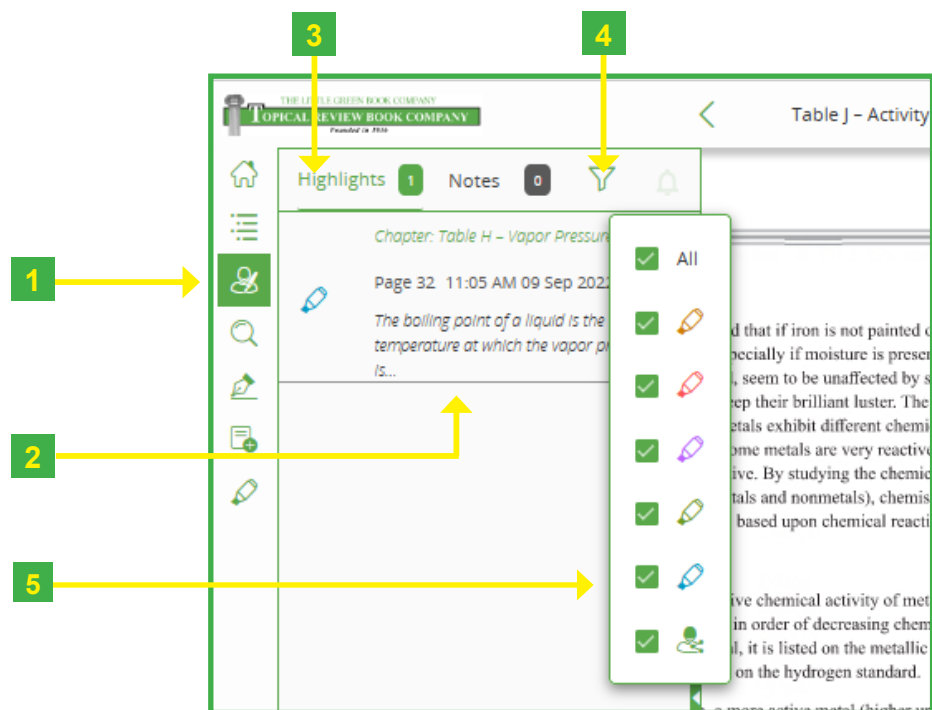 3
4
THE LITTLE GREEN BOOK COMPANY
TOPICAL REVIEW BOOK COMPANY
Founded in 1936
Table J – Activity
Highlights 1 Notes 0
Chapter: Table H – Vapor Pressure
All
1
Page 32 11:05 AM 09 Sep 2022
The boiling point of a liquid is the
temperature at which the vapor pr
is...
d that if iron is not painted
pecially if moisture is presen
, seem to be unaffected by s
eep their brilliant luster. The
etals exhibit different chemi
ome metals are very reactive
ive. By studying the chemic
tals and nonmetals), chemis
based upon chemical reacti
2
5
ive chemical activity of met
in order of decreasing chem
l, it is listed on the metallic
on the hydrogen standard.
a more active metal (higher up